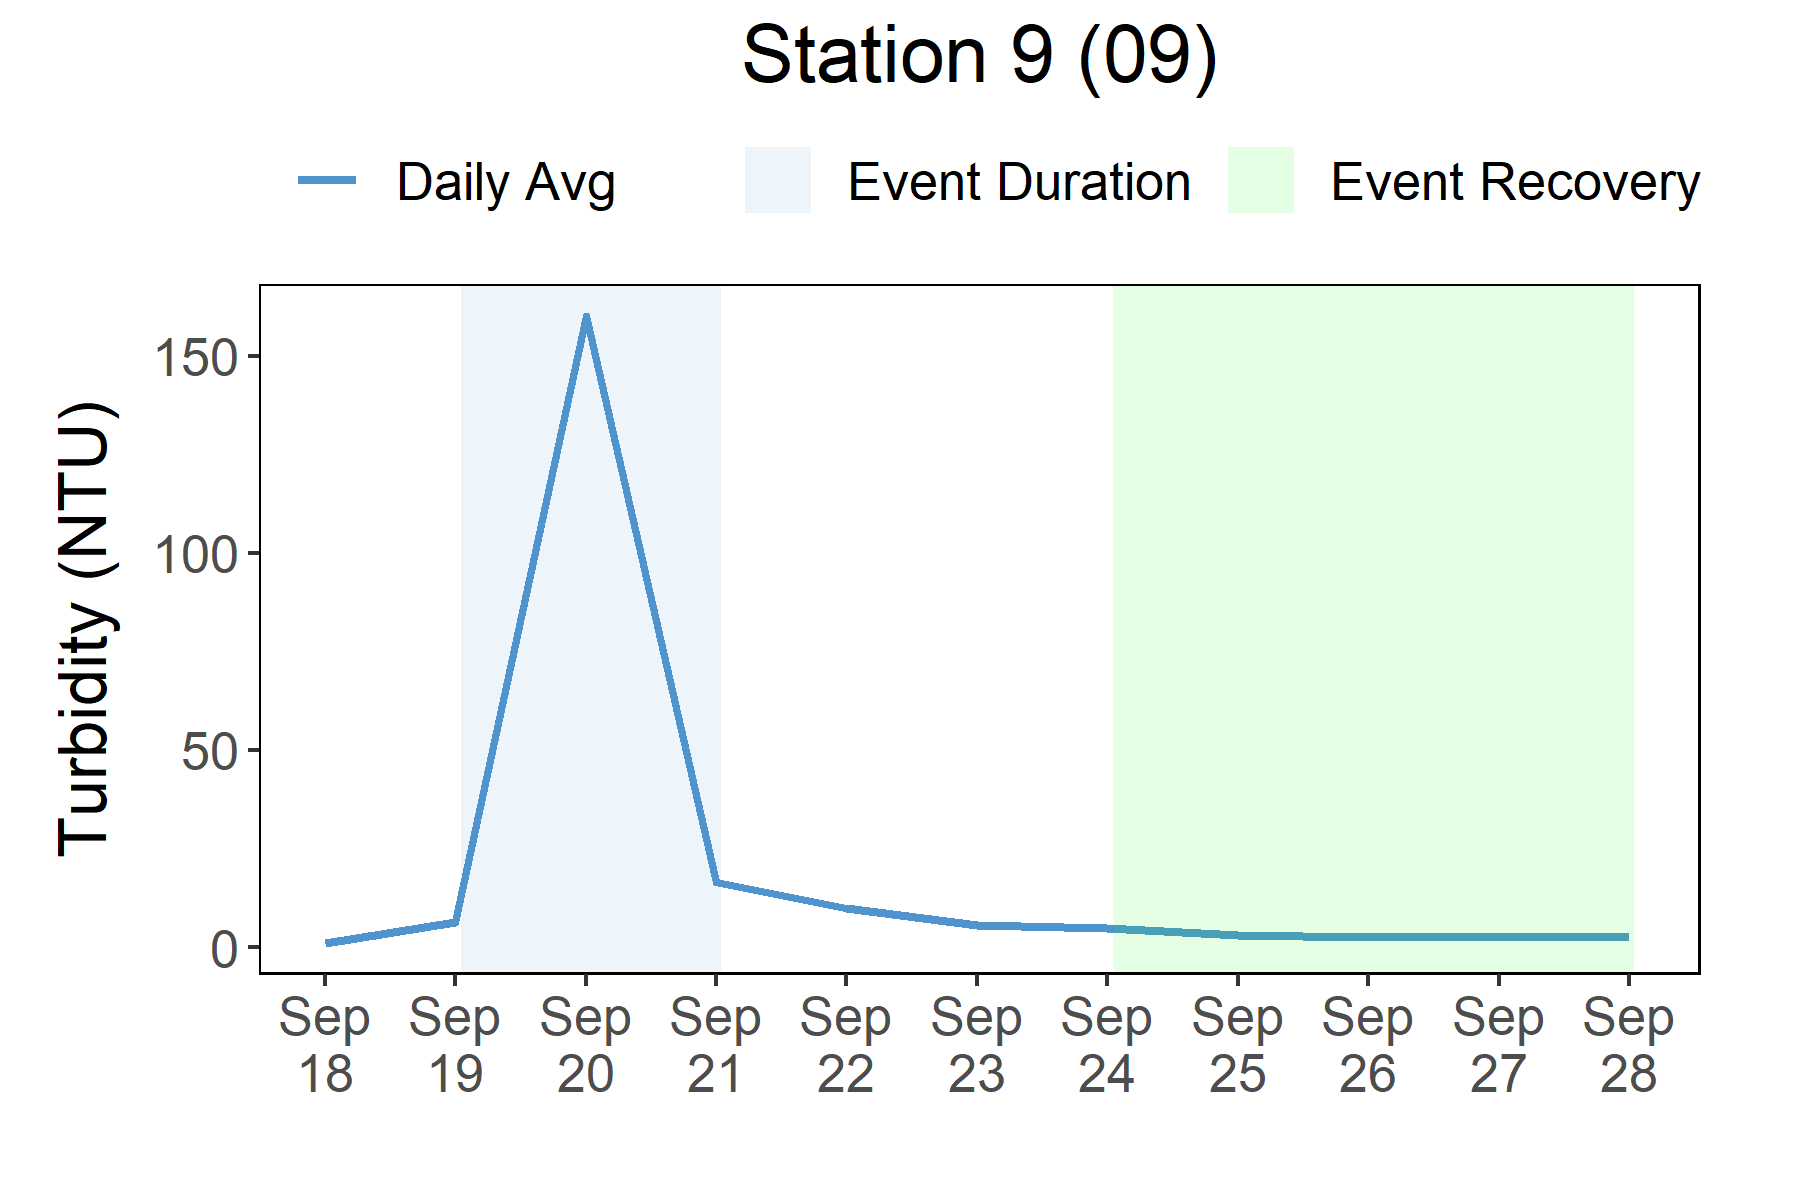 Station 9 (09)
Daily Avg
Event Duration
Event Recovery
Turbidity (NTU)
150
100
50
0
Sep 18
Sep 19
Sep 20
Sep 21
Sep 22
Sep 23
Sep 24
Sep 25
Sep 26
Sep 27
Sep 28